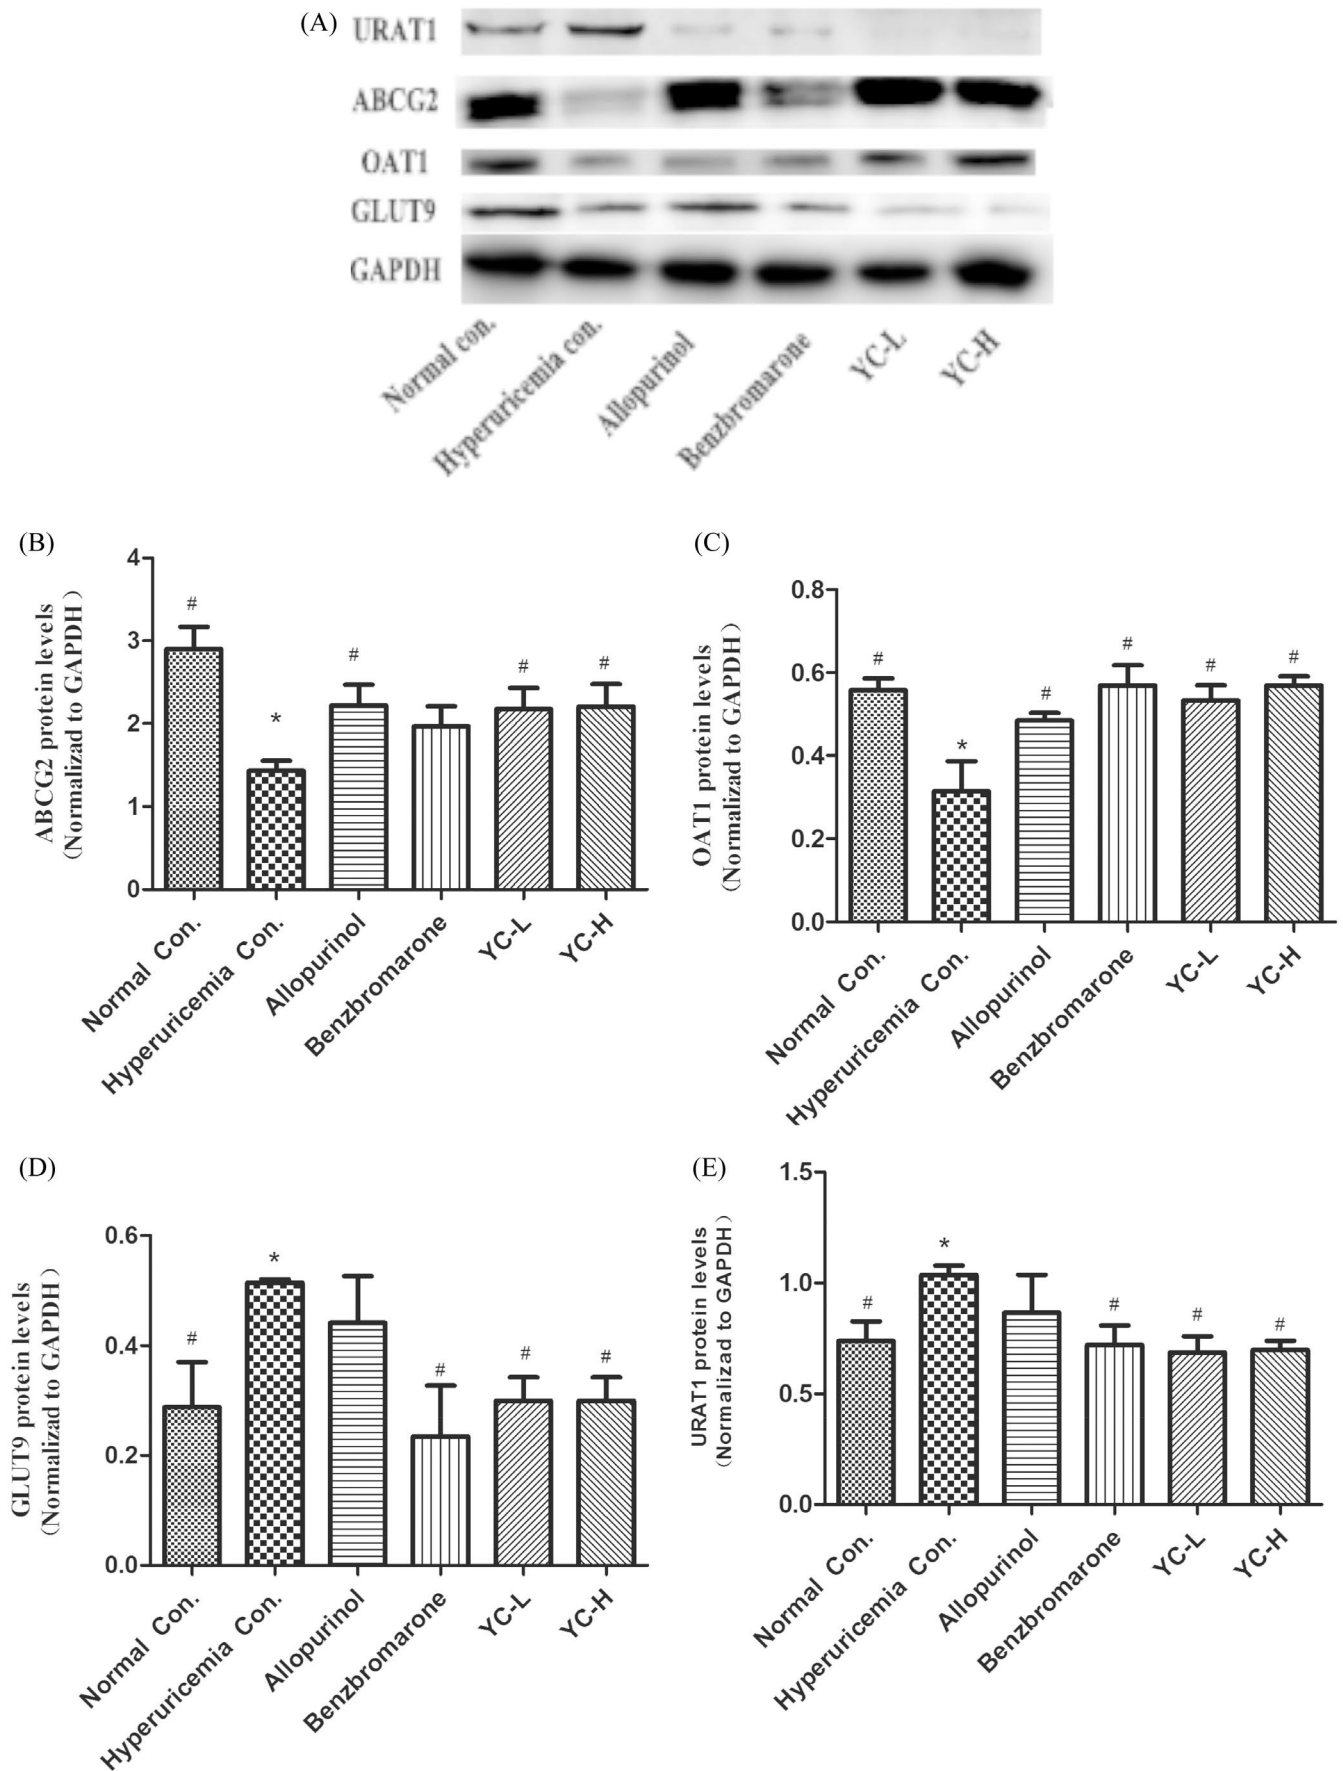 (A)
URAT1
ABCG2
OAT1
GLUT9
GAPDH
Normal con.
Hyperuricemia con.
Allopurinol
Benzbromarone
YC-L
YC-H
(B)
ABCG2 protein levels
(Normalizad to GAPDH)
4
3
2
1
0
#
*
#
#
#
Normal Con.
Hyperuricemia Con.
Allopurinol
Benzbromarone
YC-L
YC-H
(C)
OAT1 protein levels
(Normalizad to GAPDH)
0.8
0.6
0.4
0.2
0.0
#
*
#
#
#
#
Normal Con.
Hyperuricemia Con.
Allopurinol
Benzbromarone
YC-L
YC-H
(D)
GLUT9 protein levels
(Normalizad to GAPDH)
0.6
0.4
0.2
0.0
#
*
#
#
#
Normal Con.
Hyperuricemia Con.
Allopurinol
Benzbromarone
YC-L
YC-H
(E)
URAT1 protein levels
(Normalizad to GAPDH)
1.5
1.0
0.5
0.0
#
*
#
#
#
Normal Con.
Hyperuricemia Con.
Allopurinol
Benzbromarone
YC-L
YC-H